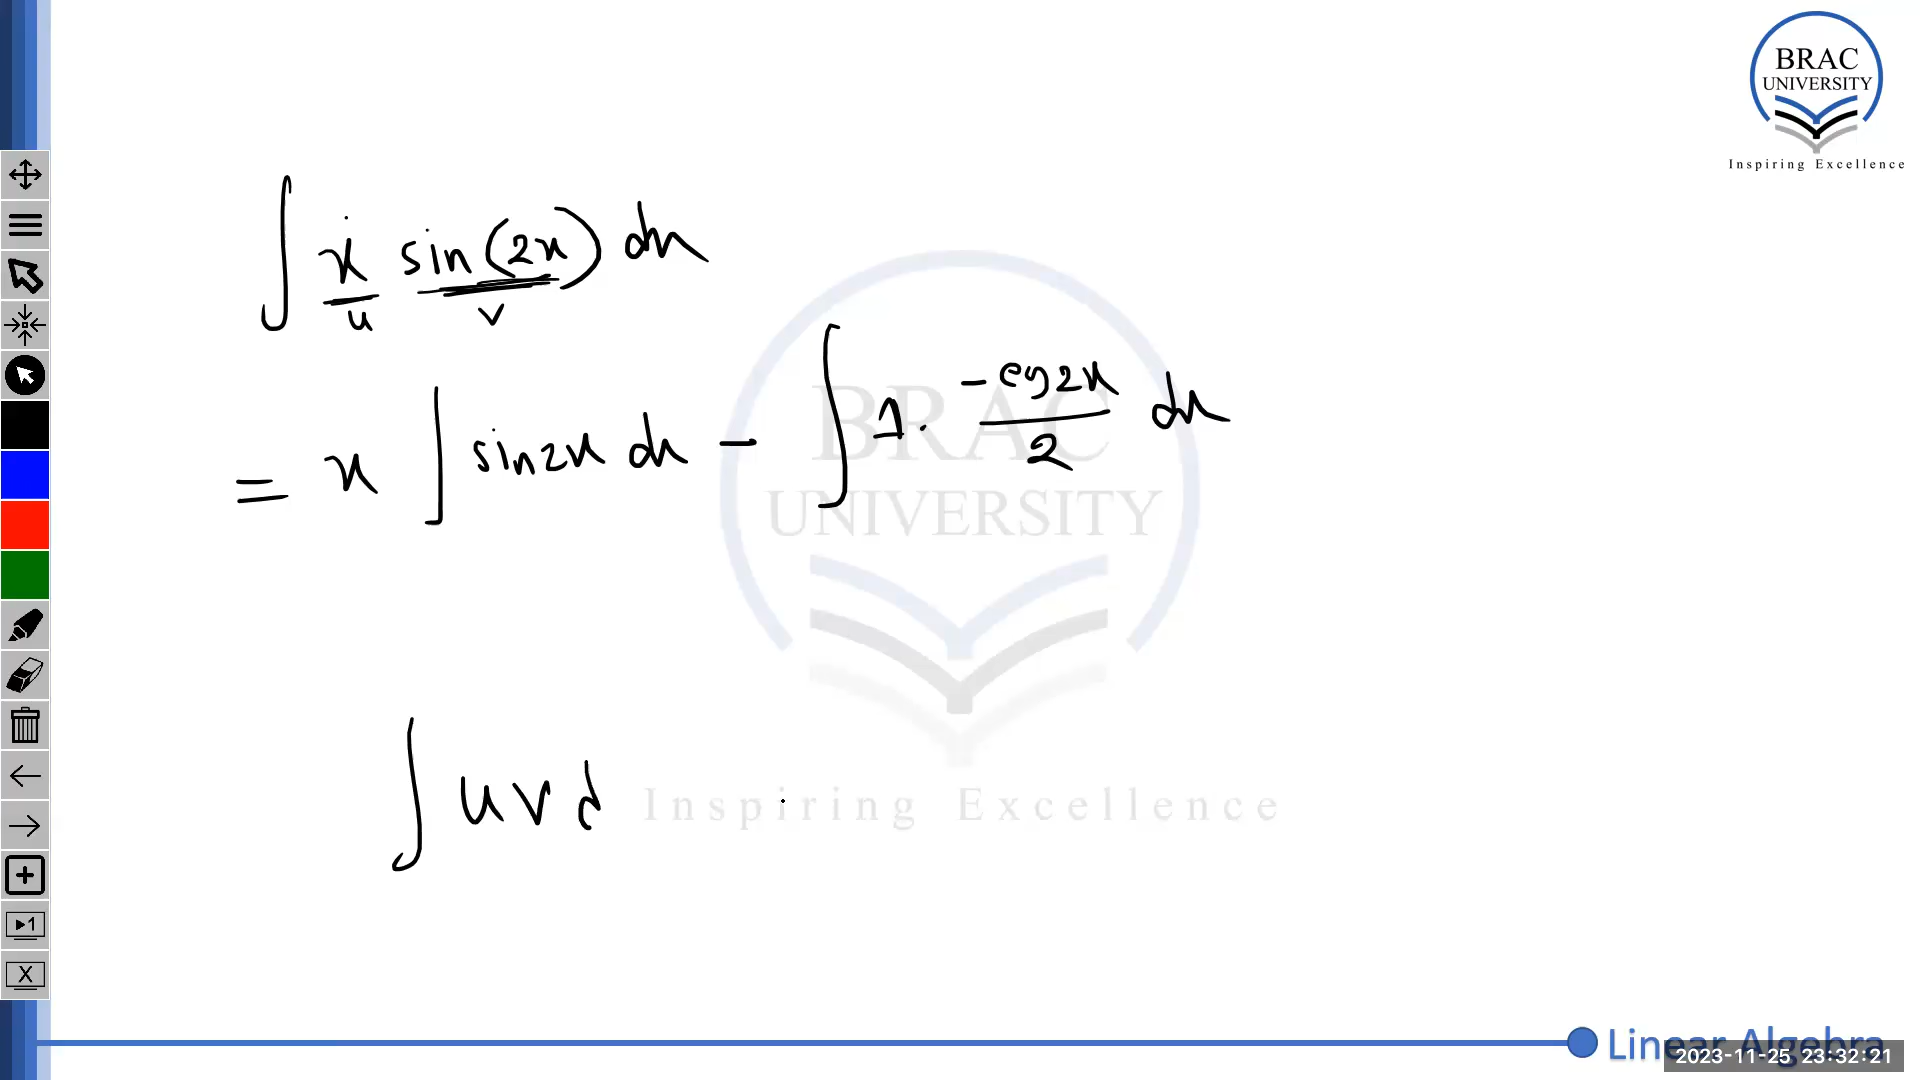 BRAC
UNIVERSITY
Inspiring Excellence
∫ x sin(2x) dx
u v
= x ∫ sin2x dx - ∫ 1. -cos2x/2 dx
BRAC
UNIVERSITY
∫ u v d
Inspiring Excellence
1
X
Linear Algebra
2023-11-25 23:32:21